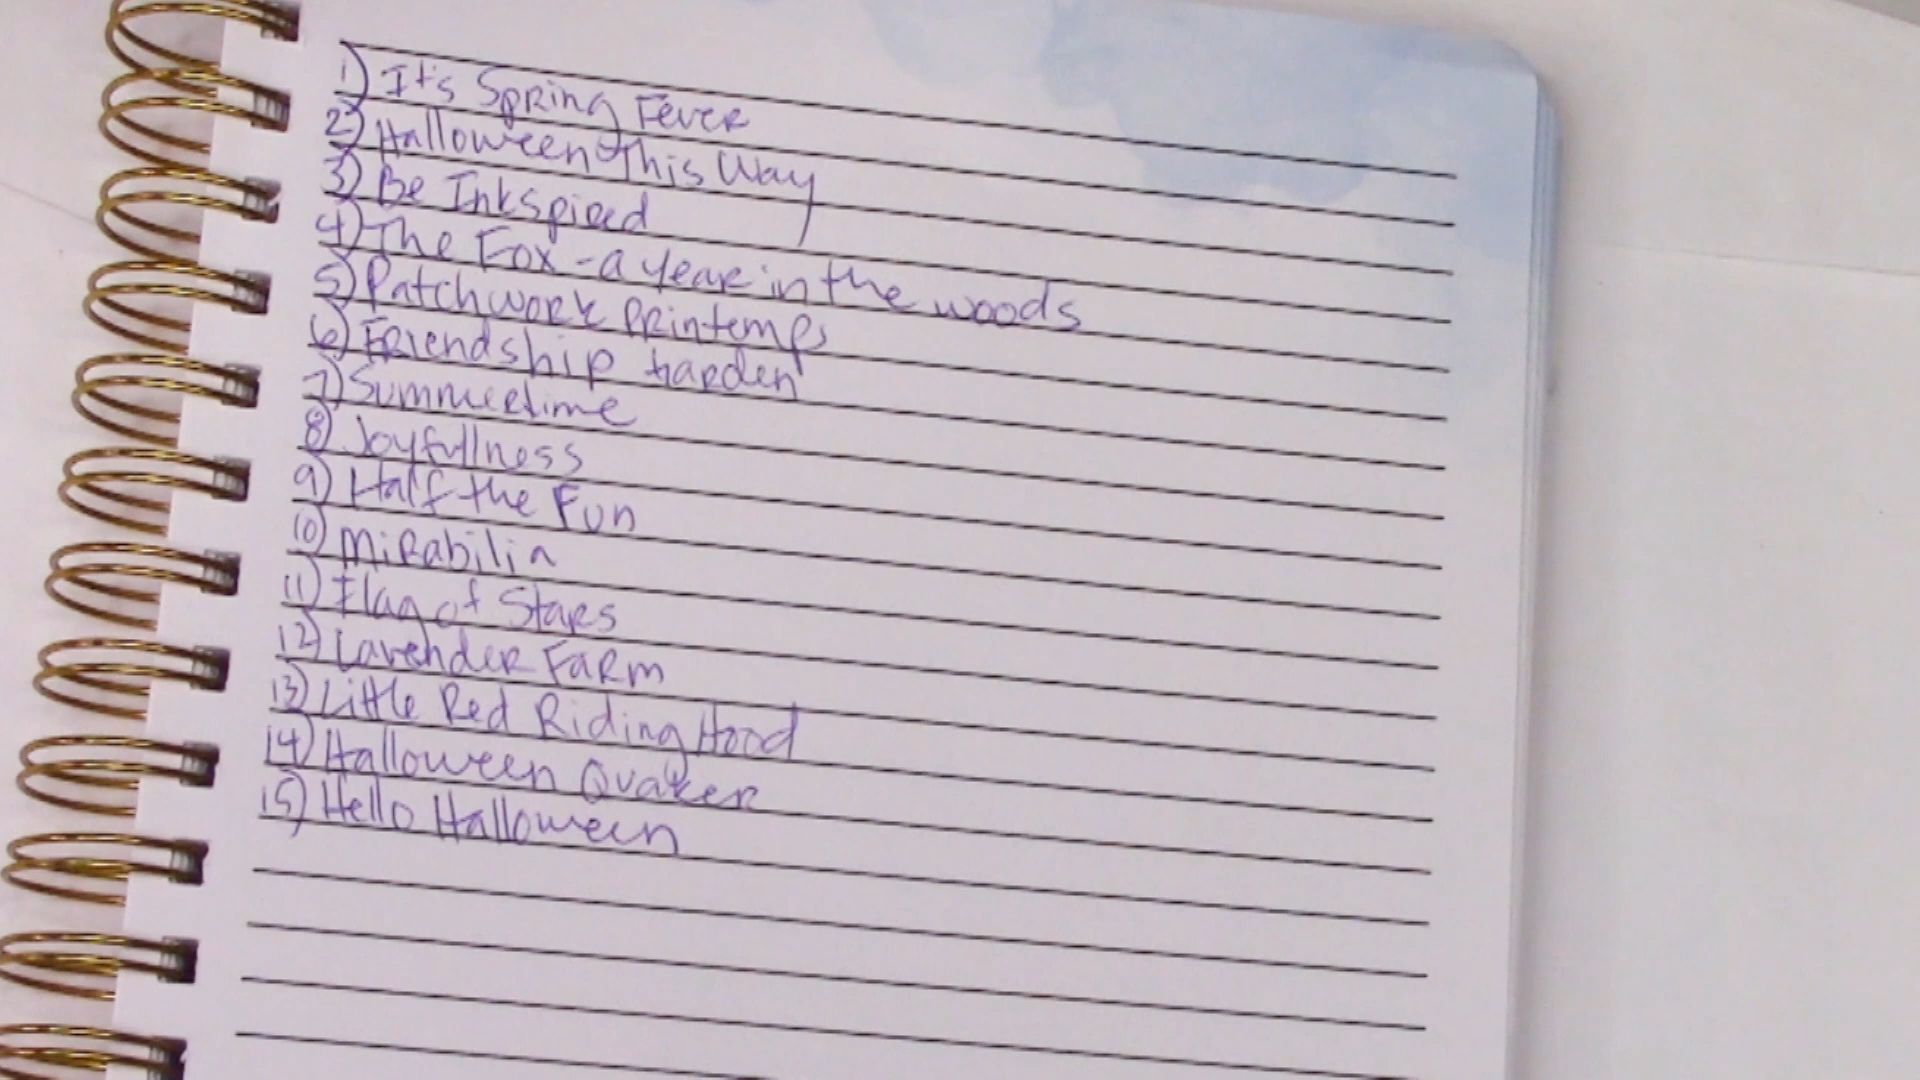 1) It's Spring Fever
2) Halloween This Way
3) Be Inkspired
4) The Fox - a year in the woods
5) Patchwork Printemps
6) Friendship Garden
7) Summertime
8) Joyfullness
9) Half the Fun
10) Mirabilia
11) Flag of Stars
12) Lavender Farm
13) Little Red Riding Hood
14) Halloween Quaker
15) Hello Halloween